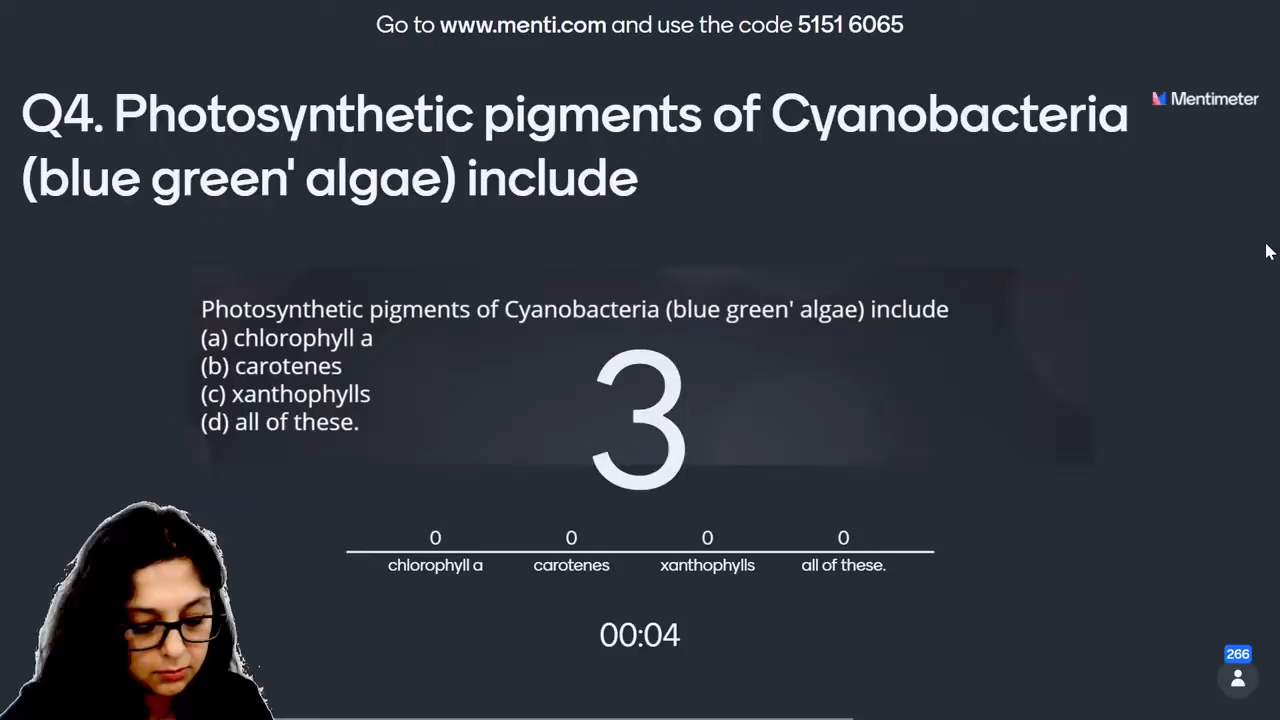 Go to www.menti.com and use the code 5151 6065
Q4. Photosynthetic pigments of Cyanobacteria
(blue green' algae) include
Mentimeter
Photosynthetic pigments of Cyanobacteria (blue green' algae) include
(a) chlorophyll a
(b) carotenes
(c) xanthophylls
(d) all of these.
3
0 0 0 0
chlorophyll a carotenes xanthophylls all of these.
00:04
266